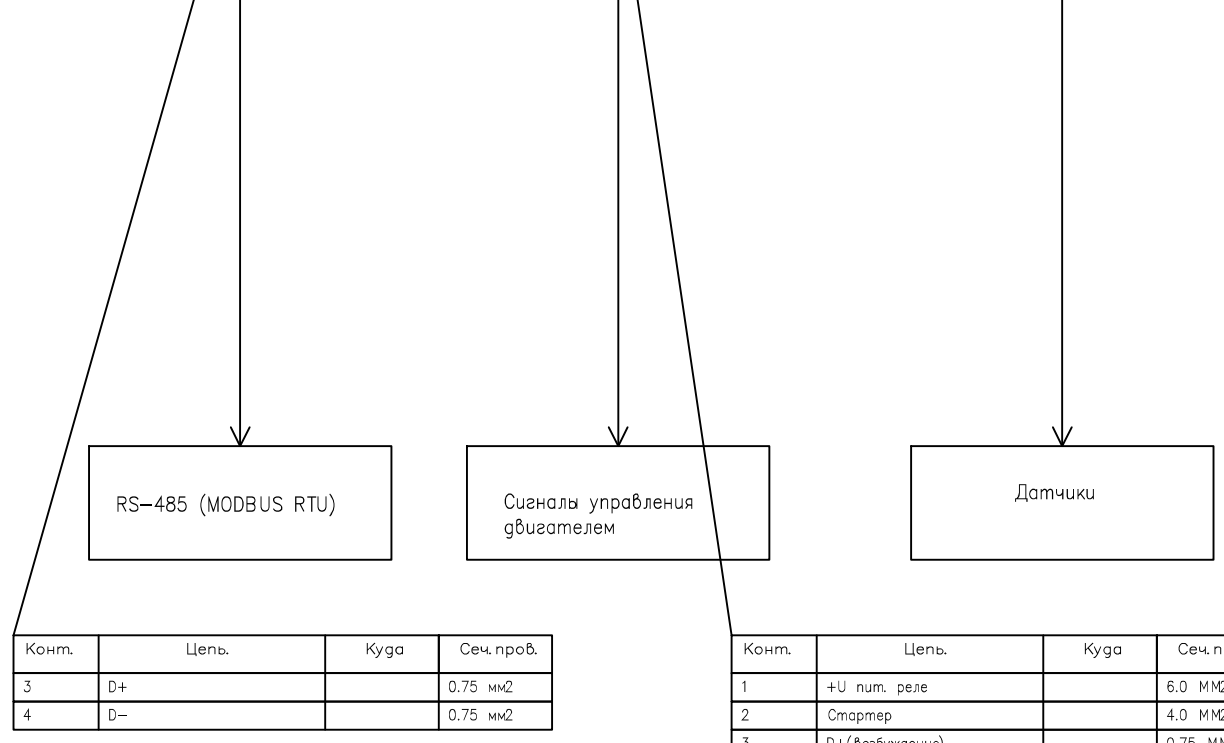 RS-485 (MODBUS RTU)
Сигналы управления
двигателем
Датчики
Конт. Цепь. Куда Сеч.пров.
3 D+ 0.75 мм2
4 D- 0.75 мм2
Конт. Цепь. Куда
1 +U пит. реле 6.0 ММ2
2 Стартер 4.0 ММ2